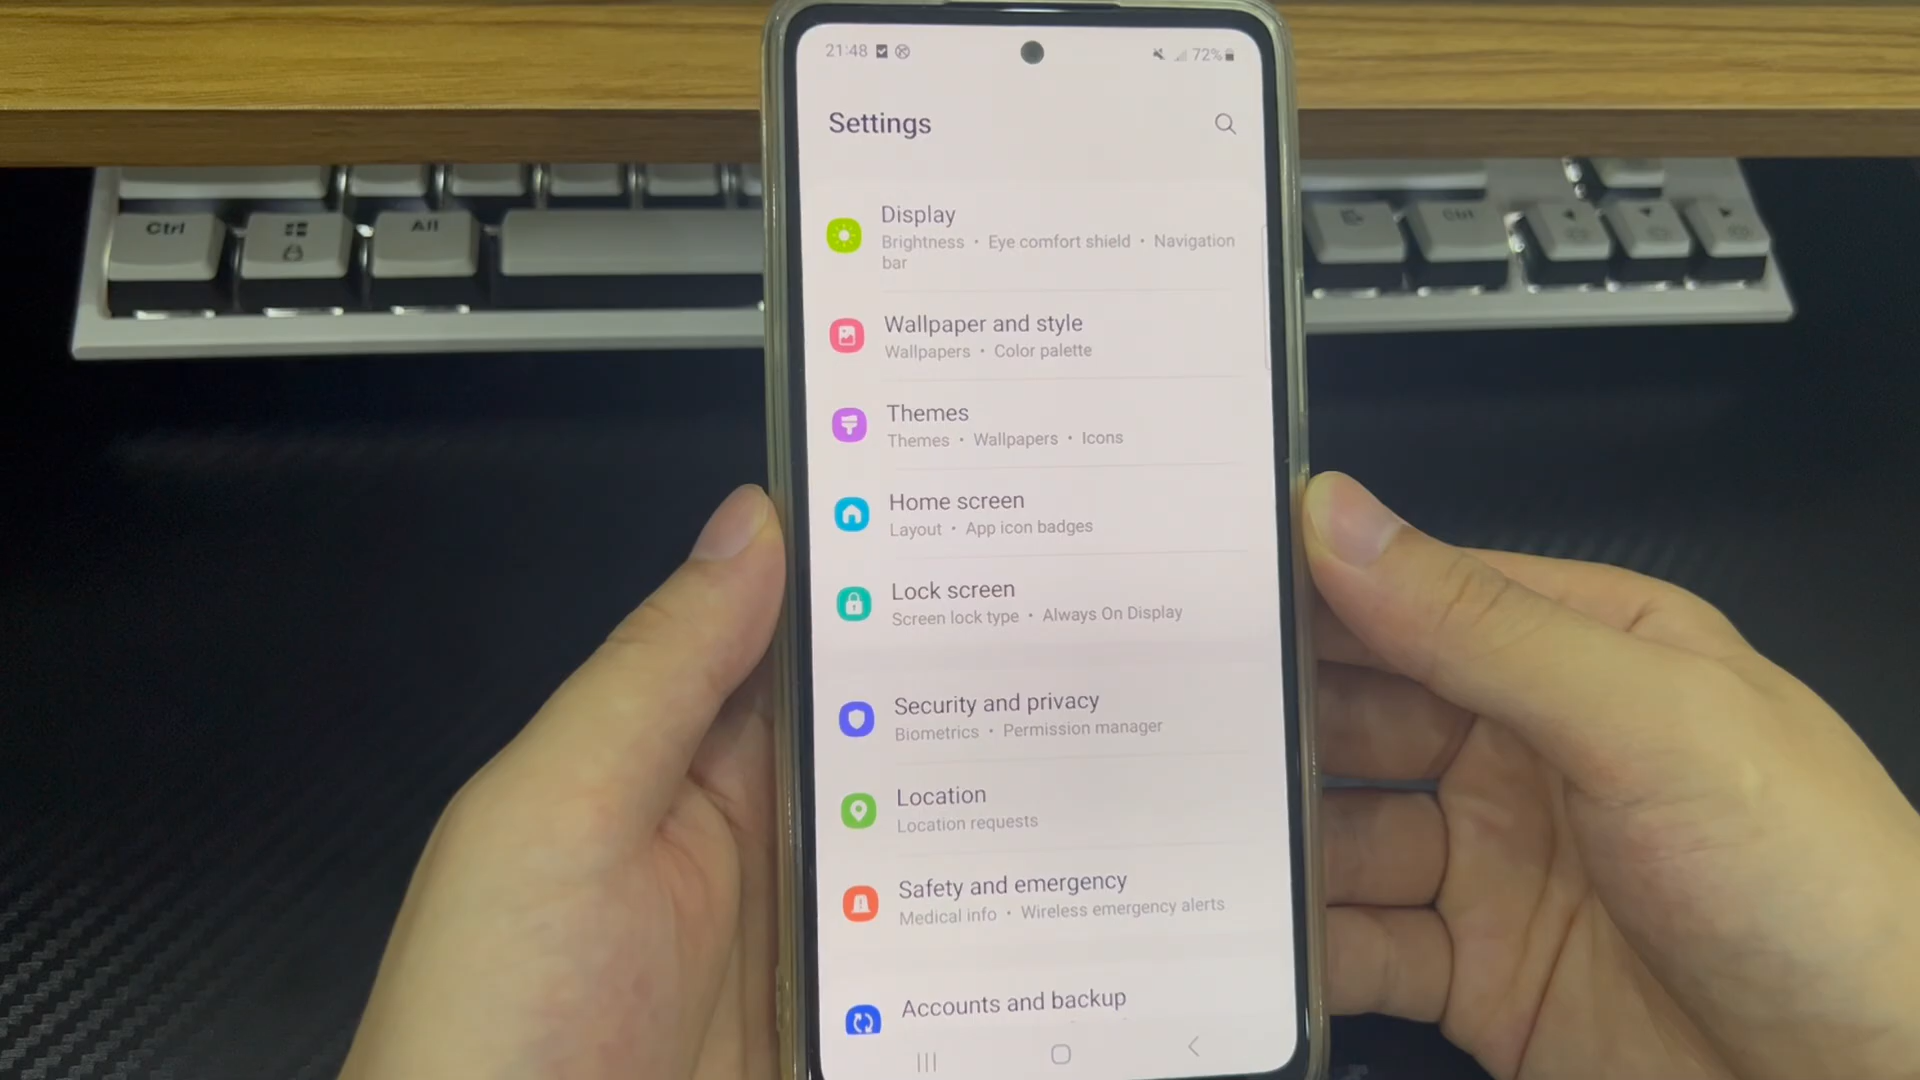 21:48
72%
Settings
Display
Brightness • Eye comfort shield • Navigation
bar
Wallpaper and style
Wallpapers • Color palette
Themes
Themes • Wallpapers • Icons
Home screen
Layout • App icon badges
Lock screen
Screen lock type • Always On Display
Security and privacy
Biometrics • Permission manager
Location
Location requests
Safety and emergency
Medical info • Wireless emergency alerts
Accounts and backup
Ctrl
Alt
Ctrl